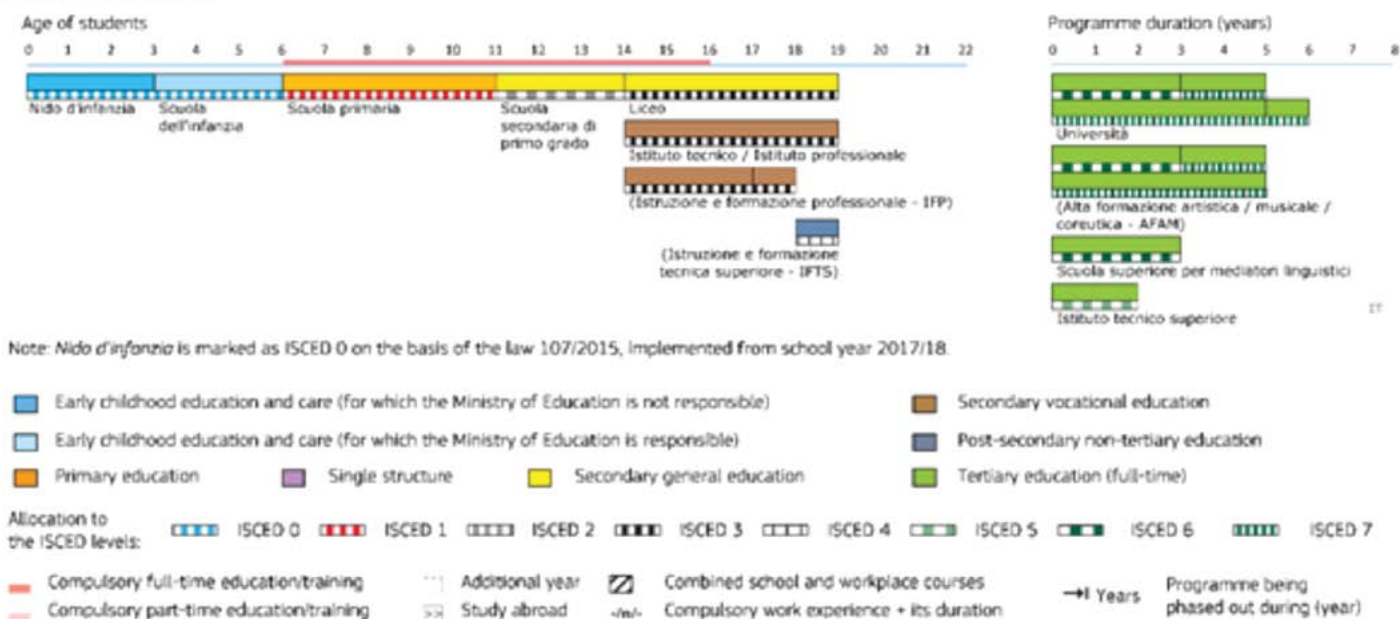 Age of students
0 1 2 3 4 5 6 7 8 9 10 11 12 13 14 15 16 17 18 19 20 21 22
Nido d'infanzia
Scuola
dell'infanzia
Scuola primaria
Scuola
secondaria di
primo grado
Liceo
Istituto tecnico / Istituto professionale
(Istruzione e formazione professionale - IFP)
(Istruzione e formazione
tecnica superiore - IFTS)
Programme duration (years)
0 1 2 3 4 5 6 7 8
Università
(Alta formazione artistica / musicale /
coreutica - AFAM)
Scuola superiore per mediatori linguistici
Istituto tecnico superiore
IT
Note: Nido d'infanzia is marked as ISCED 0 on the basis of the law 107/2015, implemented from school year 2017/18.
Early childhood education and care (for which the Ministry of Education is not responsible)
Secondary vocational education
Early childhood education and care (for which the Ministry of Education is responsible)
Post-secondary non-tertiary education
Primary education
Single structure
Secondary general education
Tertiary education (full-time)
Allocation to
the ISCED levels:
ISCED 0
ISCED 1
ISCED 2
ISCED 3
ISCED 4
ISCED 5
ISCED 6
ISCED 7
Compulsory full-time education/training
Additional year
Combined school and workplace courses
Years
Programme being
phased out during (year)
Compulsory part-time education/training
Study abroad
-/n/-
Compulsory work experience + its duration